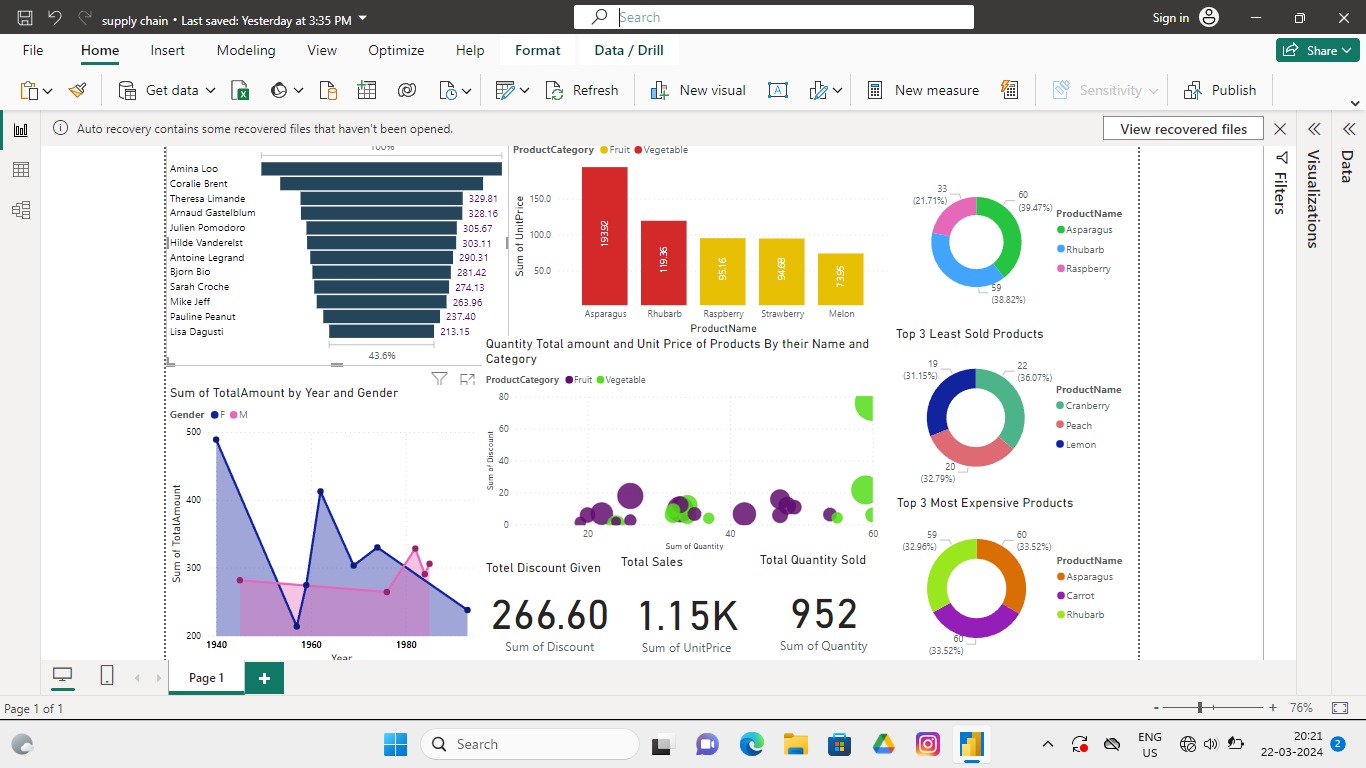 supply chain • Last saved: Yesterday at 3:35 PM
Search
Sign in
File
Home
Insert
Modeling
View
Optimize
Help
Format
Data / Drill
Share
Get data
Refresh
New visual
New measure
Sensitivity
Publish
Auto recovery contains some recovered files that haven't been opened.
View recovered files
Filters
Visualizations
Data
100%
Amina Loo
Coralie Brent
Theresa Limande 329.81
Arnaud Gastelblum 328.16
Julien Pomodoro 305.67
Hilde Vanderelst 303.11
Antoine Legrand 290.31
Bjorn Bio 281.42
Sarah Croche 274.13
Mike Jeff 263.96
Pauline Peanut 237.40
Lisa Dagusti 213.15
43.6%
ProductCategory Fruit Vegetable
Sum of UnitPrice
150.0
100.0
50.0
193.92
119.36
95.16
94.68
73.95
Asparagus Rhubarb Raspberry Strawberry Melon
ProductName
33
(21.71%)
60
(39.47%)
59
(38.82%)
ProductName
Asparagus
Rhubarb
Raspberry
Sum of TotalAmount by Year and Gender
Gender F M
Sum of TotalAmount
500
400
300
200
1940 1960 1980
Year
Quantity Total amount and Unit Price of Products By their Name and
Category
ProductCategory Fruit Vegetable
Sum of Discount
80
60
40
20
0
20 40 60
Sum of Quantity
Top 3 Least Sold Products
19
(31.15%)
22
(36.07%)
20
(32.79%)
ProductName
Cranberry
Peach
Lemon
Totel Discount Given
266.60
Sum of Discount
Total Sales
1.15K
Sum of UnitPrice
Total Quantity Sold
952
Sum of Quantity
Top 3 Most Expensive Products
59
(32.96%)
60
(33.52%)
60
(33.52%)
ProductName
Asparagus
Carrot
Rhubarb
Page 1
+
Page 1 of 1
- + 76%
Search
ENG
US
20:21
22-03-2024
2